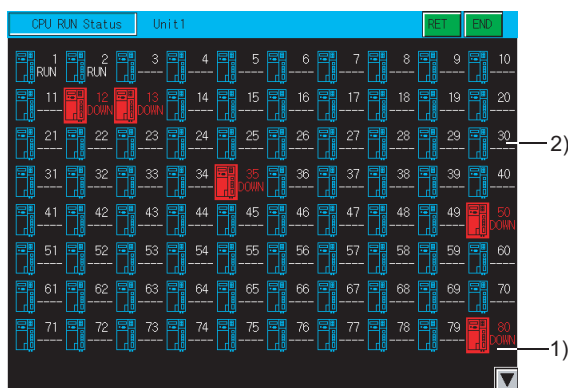 CPU RUN Status Unit1 RET END
1 2 3 4 5 6 7 8 9 10
RUN RUN --- --- --- --- --- --- --- ---
11 12 13 14 15 16 17 18 19 20
--- DOWN DOWN --- --- --- --- --- --- ---
21 22 23 24 25 26 27 28 29 30
--- --- --- --- --- --- --- --- --- --- 2)
31 32 33 34 35 36 37 38 39 40
--- --- --- --- DOWN --- --- --- --- ---
41 42 43 44 45 46 47 48 49 50
--- --- --- --- --- --- --- --- --- DOWN
51 52 53 54 55 56 57 58 59 60
--- --- --- --- --- --- --- --- --- ---
61 62 63 64 65 66 67 68 69 70
--- --- --- --- --- --- --- --- --- ---
71 72 73 74 75 76 77 78 79 80
--- --- --- --- --- --- --- --- --- DOWN 1)